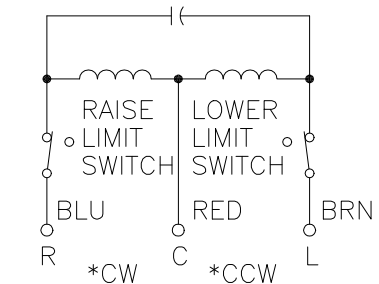 RAISE LOWER
LIMIT LIMIT
SWITCH SWITCH
BLU RED BRN
R C L
*CW *CCW